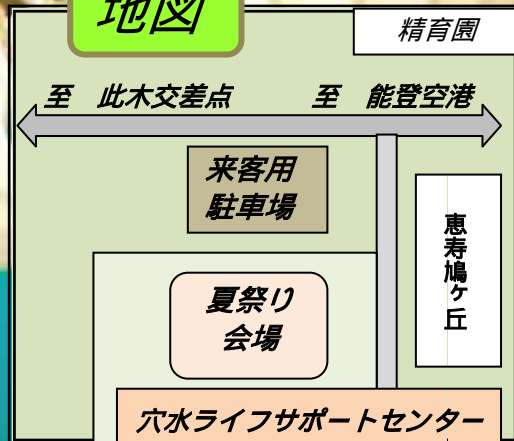 地図
精育園
至　此木交差点　至　能登空港
来客用
駐車場
恵寿鳩ヶ丘
夏祭り
会場
穴水ライフサポートセンター